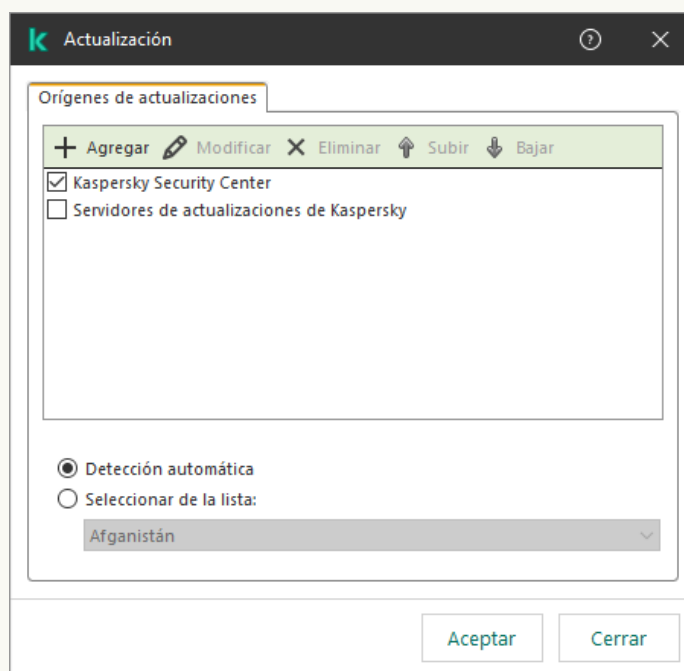 Actualización
Orígenes de actualizaciones
Agregar Modificar Eliminar Subir Bajar
Kaspersky Security Center
Servidores de actualizaciones de Kaspersky
Detección automática
Seleccionar de la lista:
Afganistán
Aceptar Cerrar